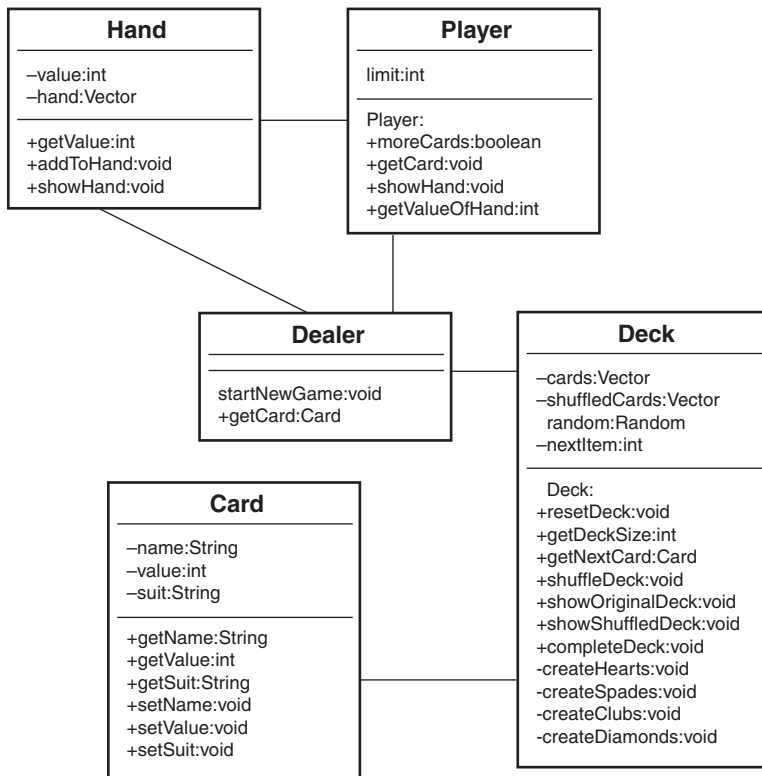 Hand
–value:int
–hand:Vector
+getValue:int
+addToHand:void
+showHand:void
Player
limit:int
Player:
+moreCards:boolean
+getCard:void
+showHand:void
+getValueOfHand:int
Dealer
startNewGame:void
+getCard:Card
Deck
–cards:Vector
–shuffledCards:Vector
random:Random
–nextItem:int
Deck:
+resetDeck:void
+getDeckSize:int
+getNextCard:Card
+shuffleDeck:void
+showOriginalDeck:void
+showShuffledDeck:void
+completeDeck:void
-createHearts:void
-createSpades:void
-createClubs:void
-createDiamonds:void
Card
–name:String
–value:int
–suit:String
+getName:String
+getValue:int
+getSuit:String
+setName:void
+setValue:void
+setSuit:void